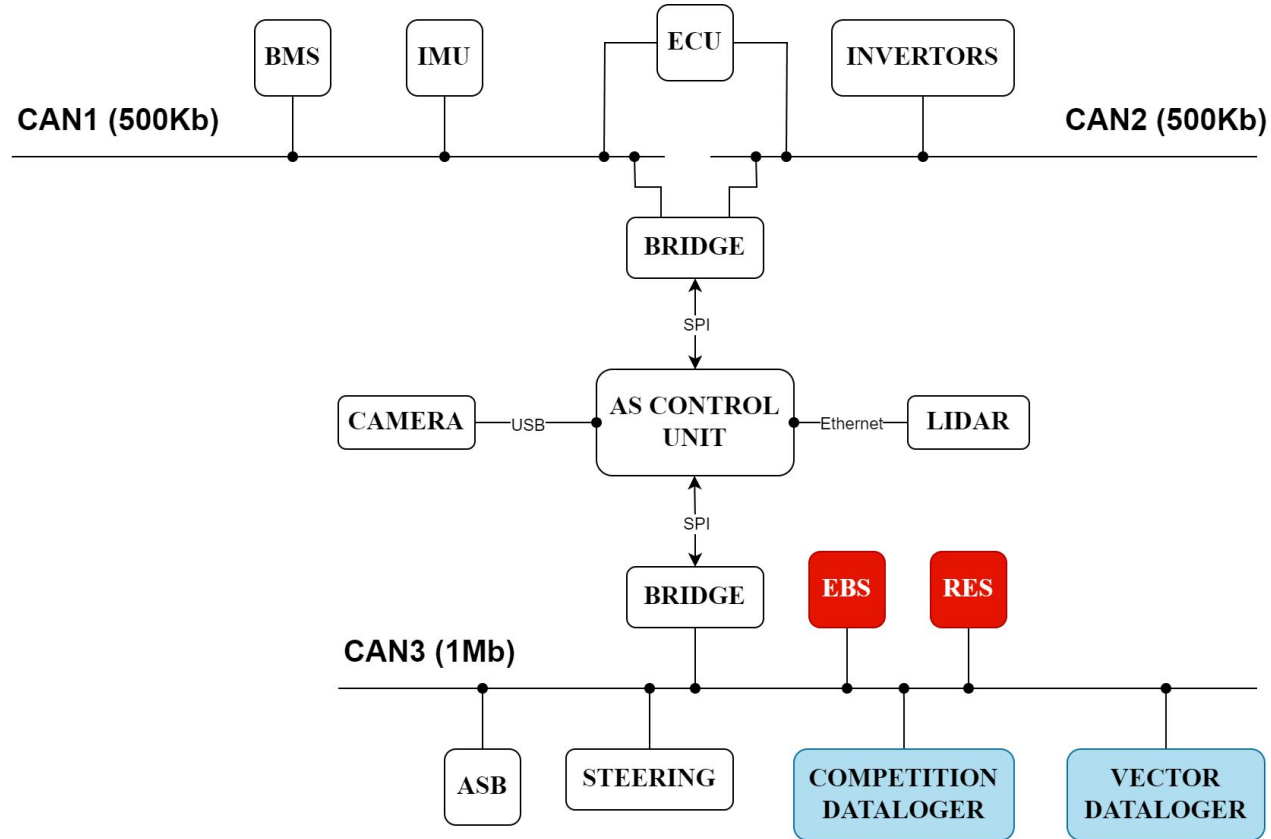 BMS
IMU
ECU
INVERTORS
CAN1 (500Kb)
CAN2 (500Kb)
BRIDGE
SPI
CAMERA
USB
AS CONTROL
UNIT
Ethernet
LIDAR
SPI
BRIDGE
EBS
RES
CAN3 (1Mb)
ASB
STEERING
COMPETITION
DATALOGER
VECTOR
DATALOGER